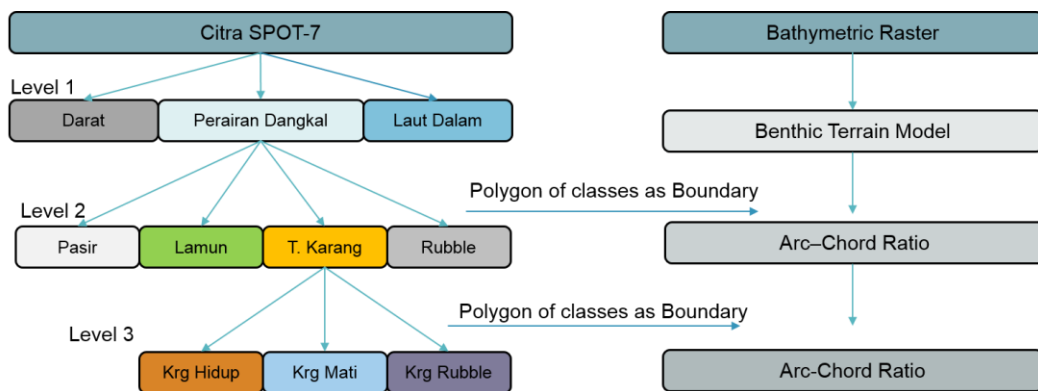 Citra SPOT-7
Bathymetric Raster
Level 1
Darat
Perairan Dangkal
Laut Dalam
Benthic Terrain Model
Polygon of classes as Boundary
Level 2
Pasir
Lamun
T. Karang
Rubble
Arc–Chord Ratio
Polygon of classes as Boundary
Level 3
Krg Hidup
Krg Mati
Krg Rubble
Arc-Chord Ratio